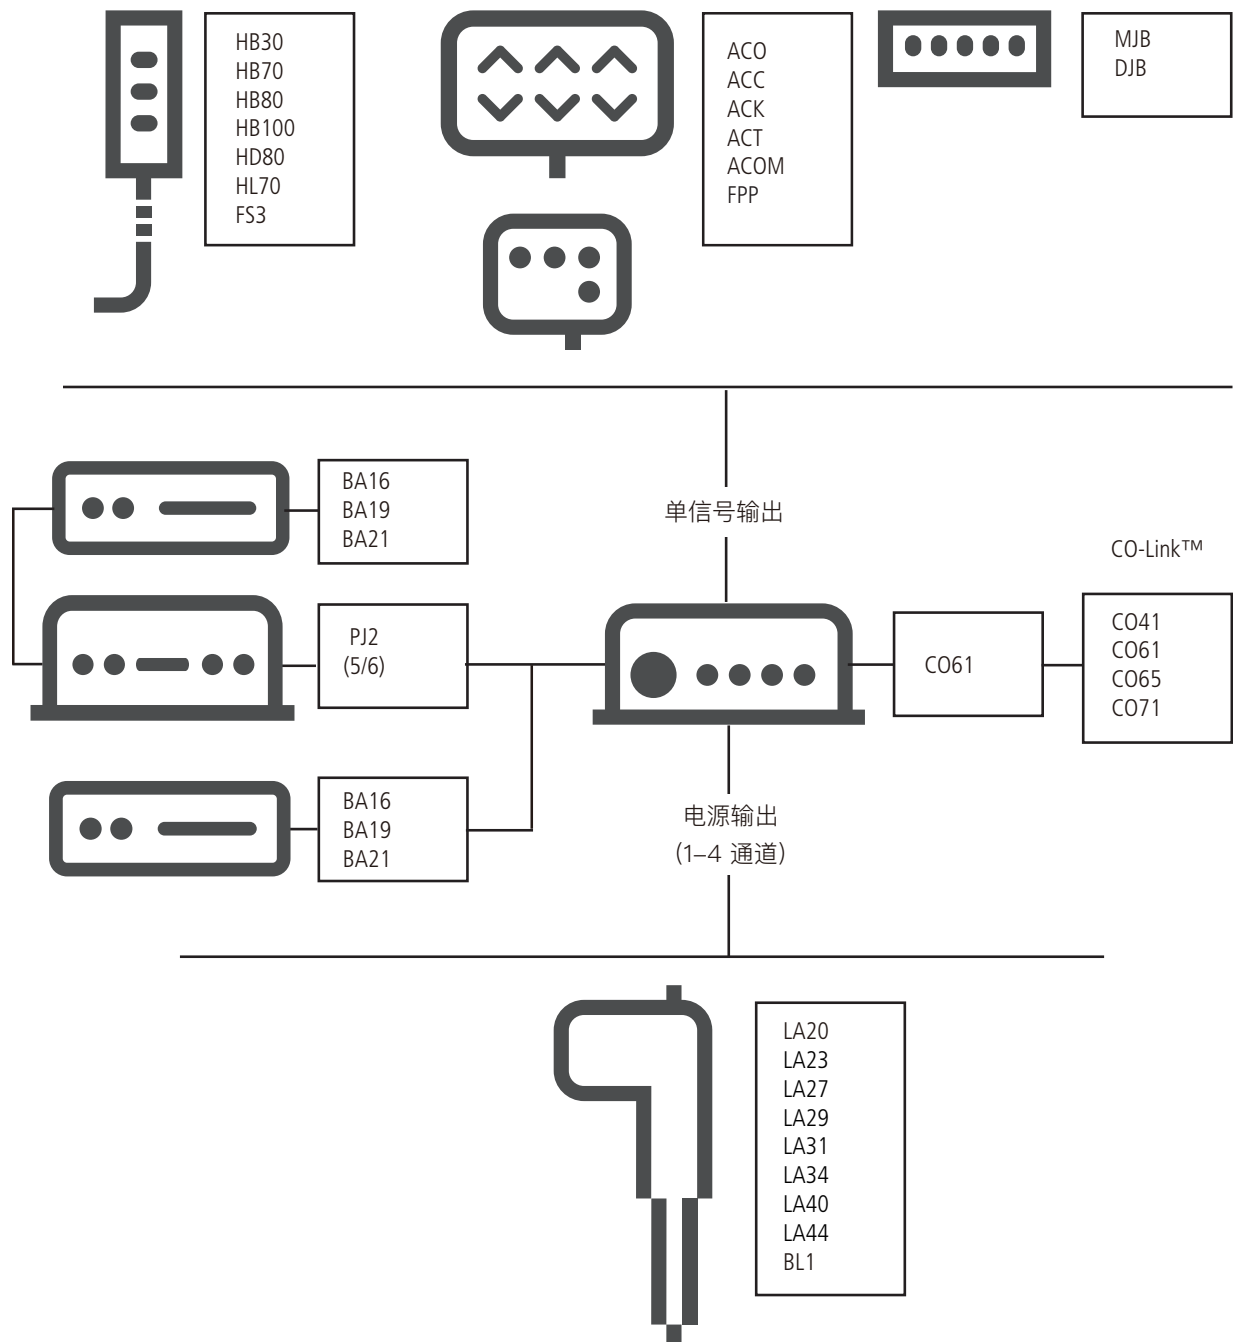 HB30
HB70
HB80
HB100
HD80
HL70
FS3
ACO
ACC
ACK
ACT
ACOM
FPP
MJB
DJB
BA16
BA19
BA21
单信号输出
CO-Link™
PJ2
(5/6)
CO61
CO41
CO61
CO65
CO71
BA16
BA19
BA21
电源输出
(1–4 通道)
LA20
LA23
LA27
LA29
LA31
LA34
LA40
LA44
BL1